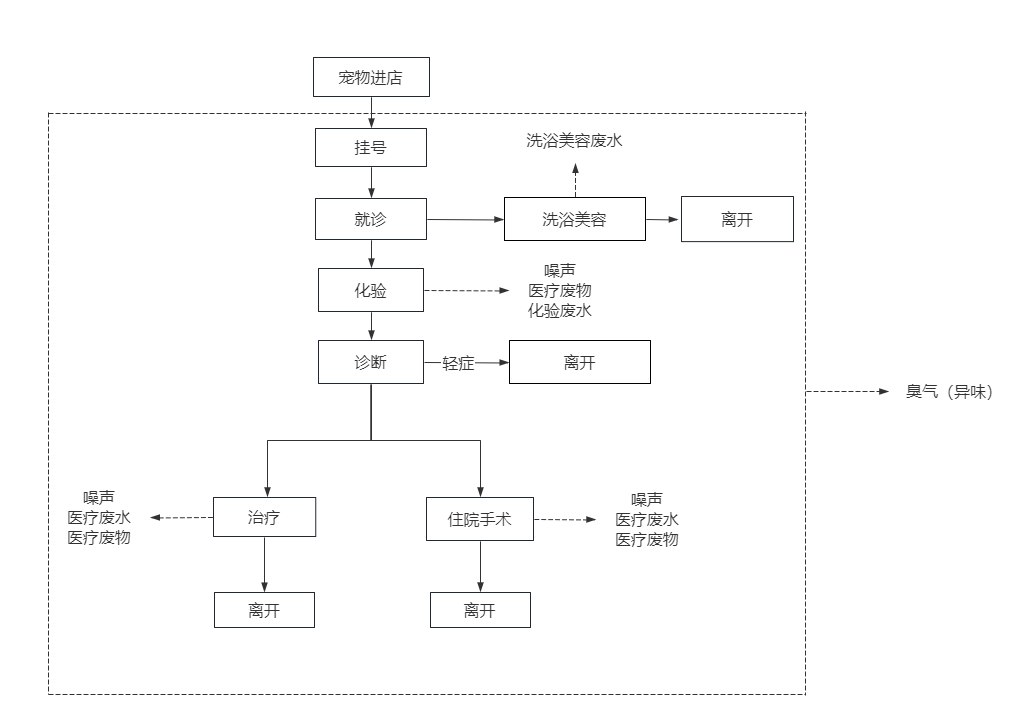 宠物进店
挂号
洗浴美容废水
就诊
洗浴美容
离开
化验
噪声
医疗废物
化验废水
诊断
轻症
离开
臭气（异味）
噪声
医疗废水
医疗废物
治疗
住院手术
噪声
医疗废水
医疗废物
离开
离开